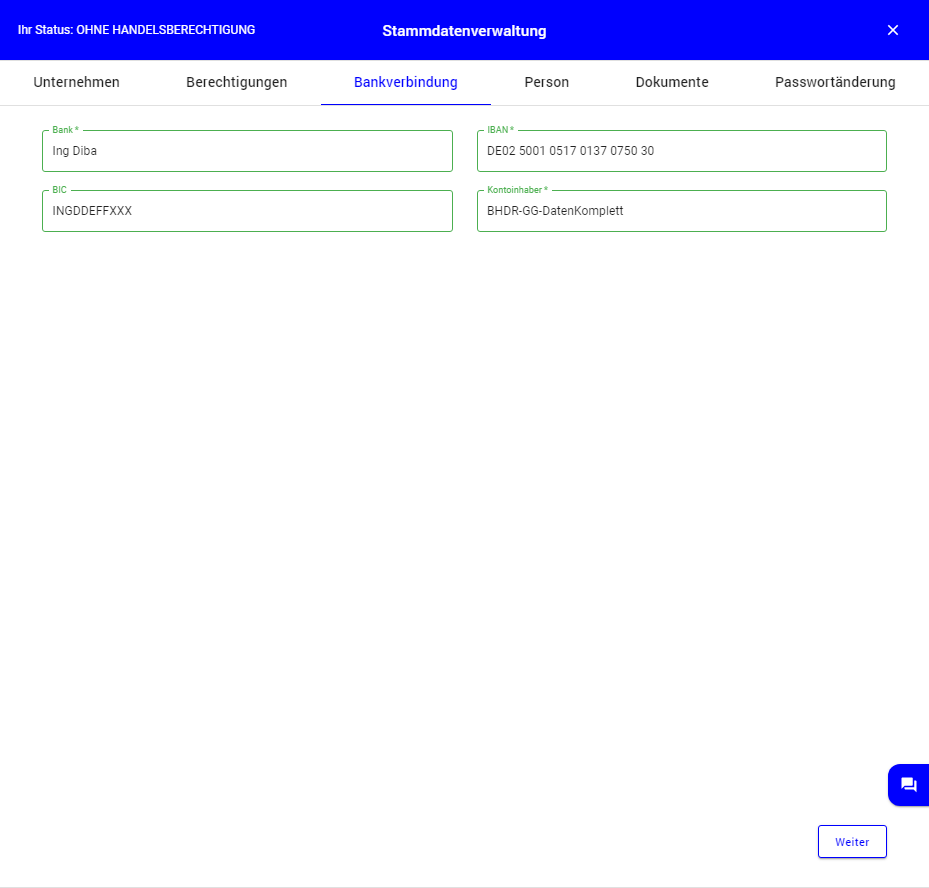 Ihr Status: OHNE HANDELSBERECHTIGUNG
Stammdatenverwaltung
Unternehmen
Berechtigungen
Bankverbindung
Person
Dokumente
Passwortänderung
Bank *
Ing Diba
IBAN *
DE02 5001 0517 0137 0750 30
BIC
INGDDEFFXXX
Kontoinhaber *
BHDR-GG-DatenKomplett
Weiter